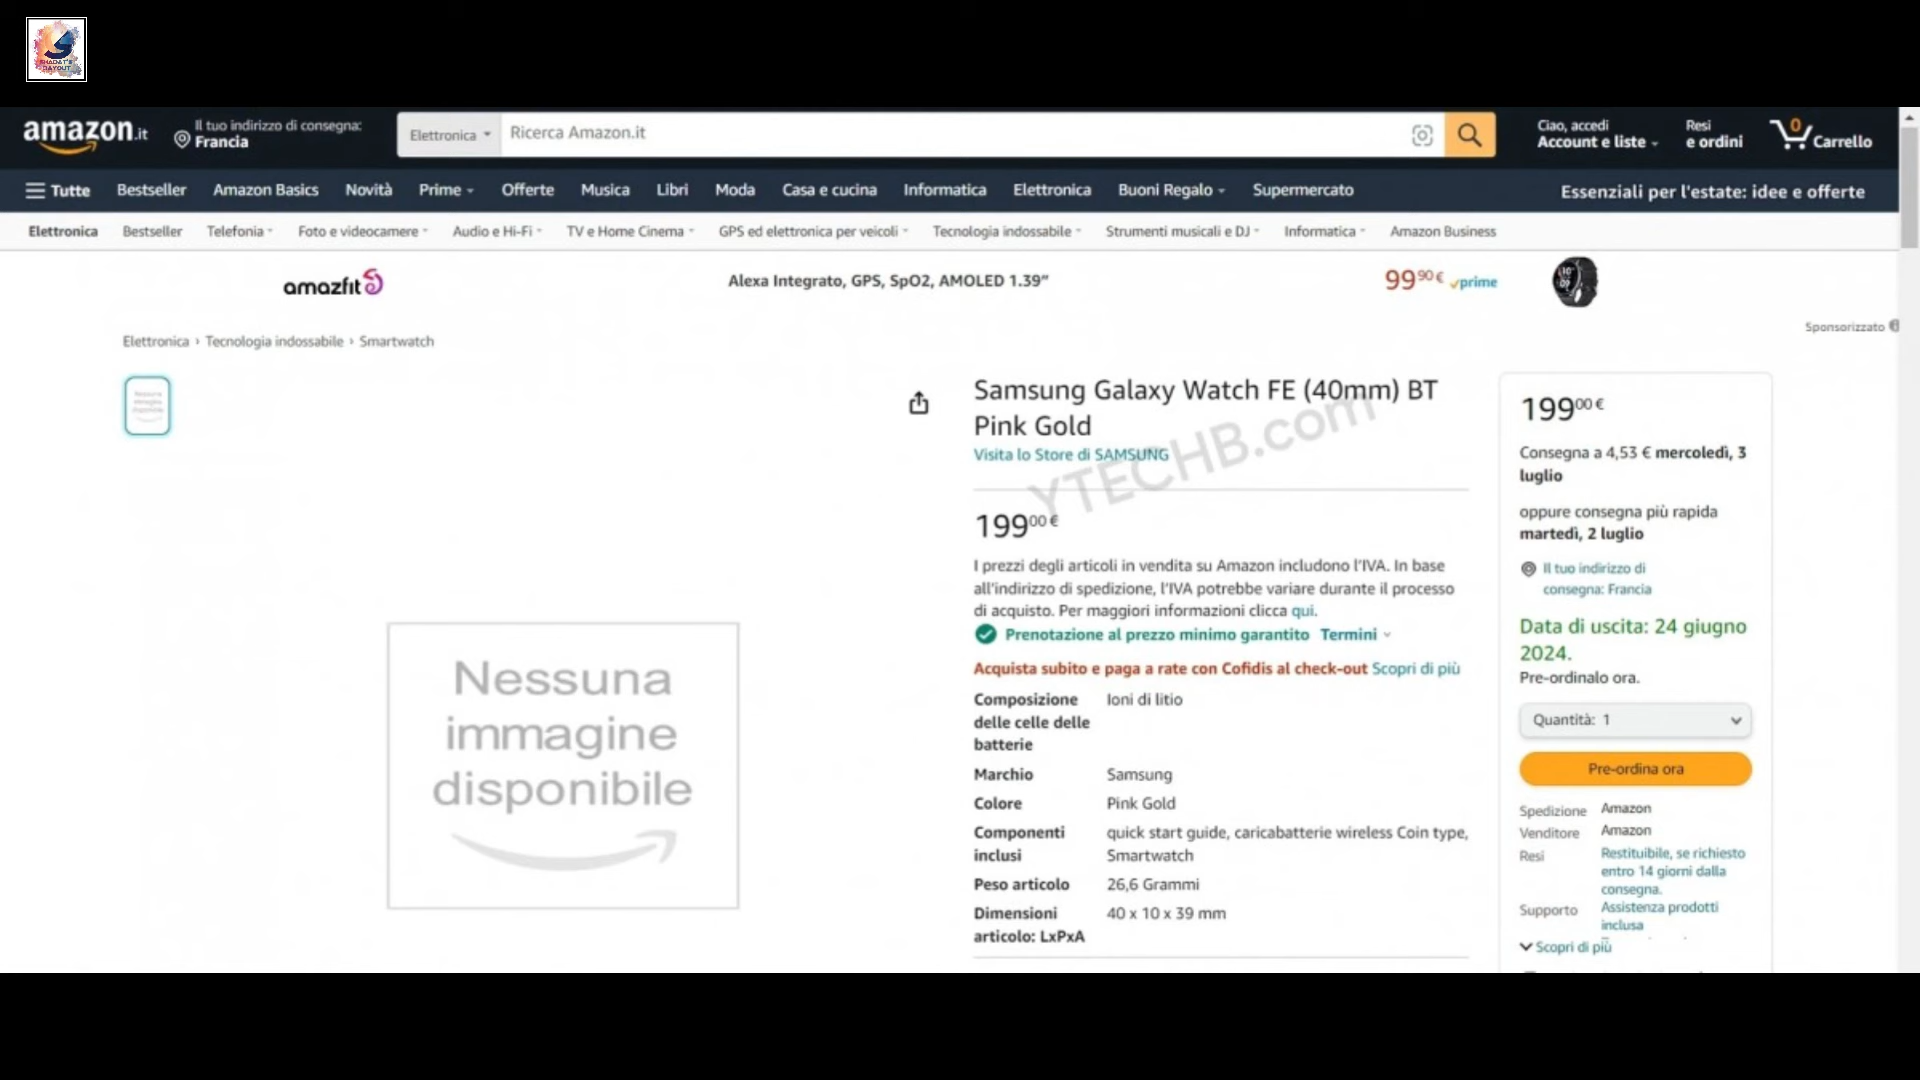 SHADAT'S
DAYOUT
amazon.it
Il tuo indirizzo di consegna:
Francia
Elettronica
Ricerca Amazon.it
Ciao, accedi
Account e liste
Resi
e ordini
0
Carrello
Tutte
Bestseller
Amazon Basics
Novità
Prime
Offerte
Musica
Libri
Moda
Casa e cucina
Informatica
Elettronica
Buoni Regalo
Supermercato
Essenziali per l'estate: idee e offerte
Elettronica
Bestseller
Telefonia
Foto e videocamere
Audio e Hi-Fi
TV e Home Cinema
GPS ed elettronica per veicoli
Tecnologia indossabile
Strumenti musicali e DJ
Informatica
Amazon Business
amazfit
Alexa Integrato, GPS, SpO2, AMOLED 1.39"
99 90 €
prime
Sponsorizzato
Elettronica › Tecnologia indossabile › Smartwatch
Nessuna
immagine
disponibile
Nessuna
immagine
disponibile
Samsung Galaxy Watch FE (40mm) BT
Pink Gold
Visita lo Store di SAMSUNG
YTECHB.com
199 00 €
I prezzi degli articoli in vendita su Amazon includono l'IVA. In base
all'indirizzo di spedizione, l'IVA potrebbe variare durante il processo
di acquisto. Per maggiori informazioni clicca qui.
Prenotazione al prezzo minimo garantito Termini
Acquista subito e paga a rate con Cofidis al check-out Scopri di più
Composizione
delle celle delle
batterie
Ioni di litio
Marchio
Samsung
Colore
Pink Gold
Componenti
inclusi
quick start guide, caricabatterie wireless Coin type,
Smartwatch
Peso articolo
26,6 Grammi
Dimensioni
articolo: LxPxA
40 x 10 x 39 mm
199 00 €
Consegna a 4,53 € mercoledì, 3
luglio
oppure consegna più rapida
martedì, 2 luglio
Il tuo indirizzo di
consegna: Francia
Data di uscita: 24 giugno
2024.
Pre-ordinalo ora.
Quantità: 1
Pre-ordina ora
Spedizione
Amazon
Venditore
Amazon
Resi
Restituibile, se richiesto
entro 14 giorni dalla
consegna.
Supporto
Assistenza prodotti
inclusa
Scopri di più